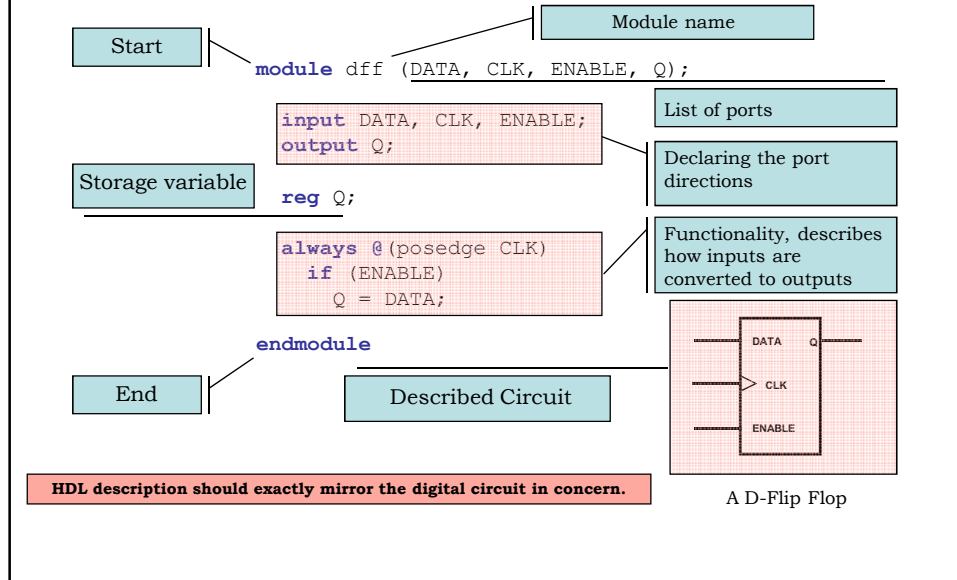 Module name
Start
module dff (DATA, CLK, ENABLE, Q);
List of ports
input DATA, CLK, ENABLE;
output Q;
Declaring the port
directions
Storage variable
reg Q;
Functionality, describes
how inputs are
converted to outputs
always @(posedge CLK)
if (ENABLE)
Q = DATA;
endmodule
End
Described Circuit
DATA Q
CLK
ENABLE
HDL description should exactly mirror the digital circuit in concern.
A D-Flip Flop